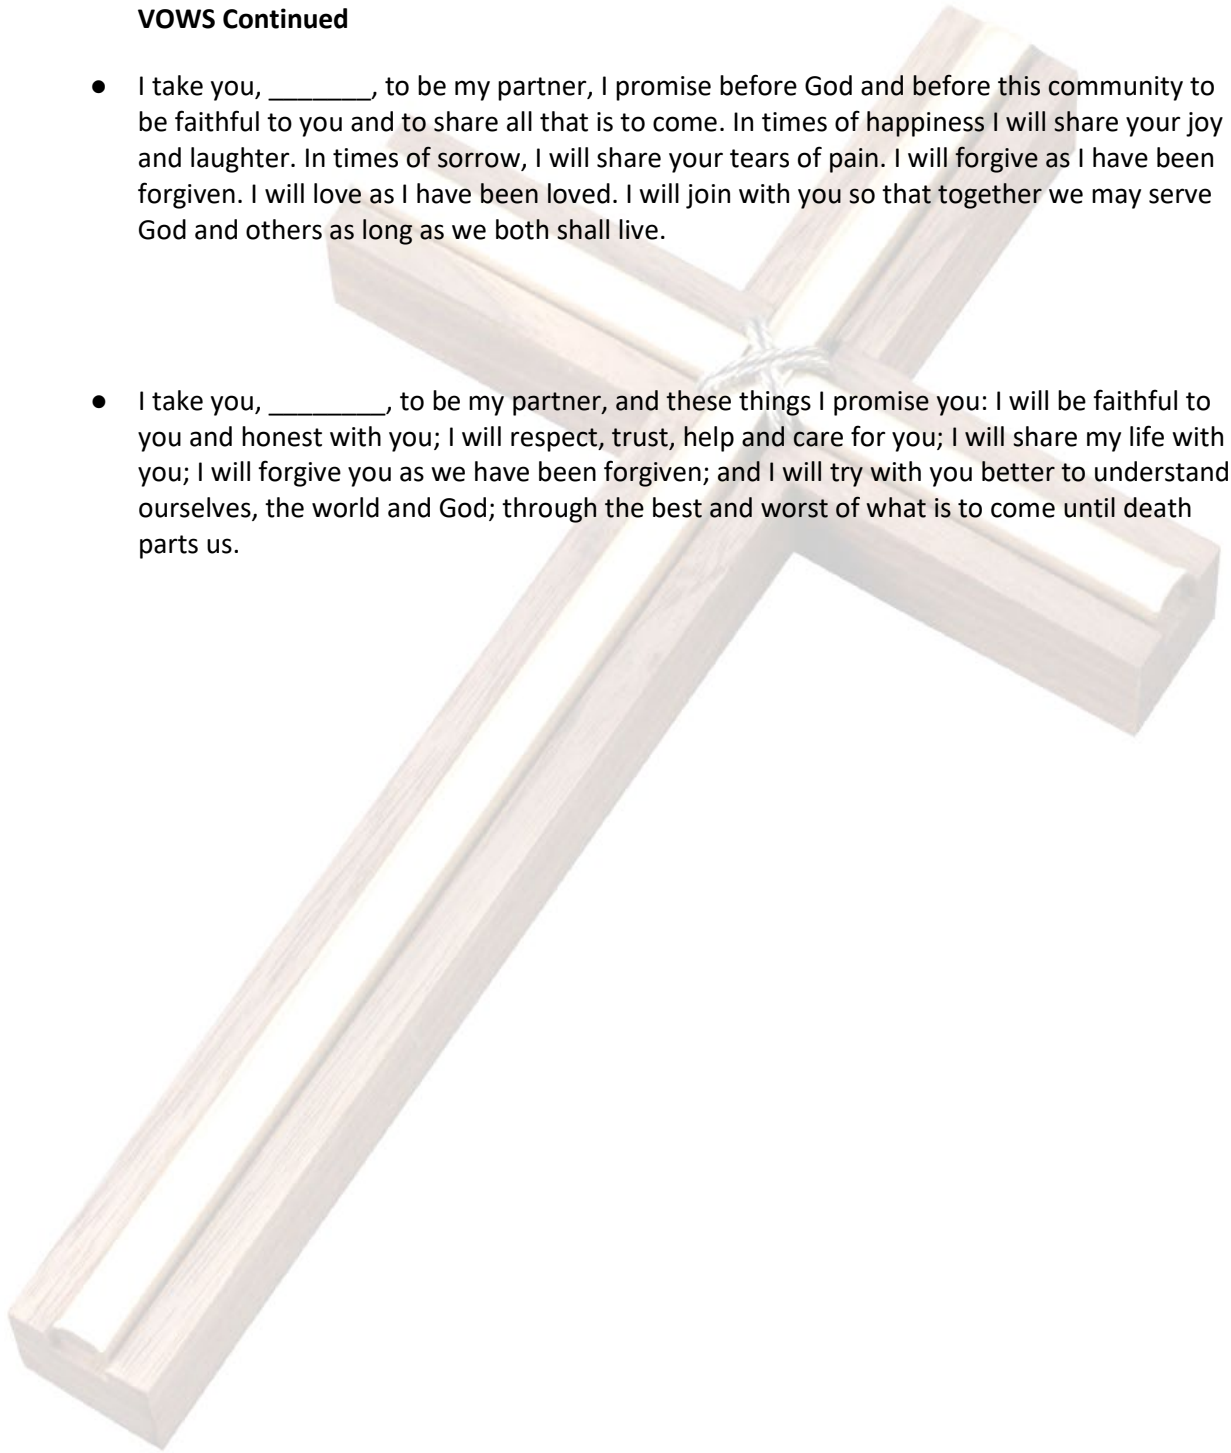 VOWS Continued
● I take you, _______, to be my partner, I promise before God and before this community to
be faithful to you and to share all that is to come. In times of happiness I will share your joy
and laughter. In times of sorrow, I will share your tears of pain. I will forgive as I have been
forgiven. I will love as I have been loved. I will join with you so that together we may serve
God and others as long as we both shall live.
● I take you, ________, to be my partner, and these things I promise you: I will be faithful to
you and honest with you; I will respect, trust, help and care for you; I will share my life with
you; I will forgive you as we have been forgiven; and I will try with you better to understand
ourselves, the world and God; through the best and worst of what is to come until death
parts us.